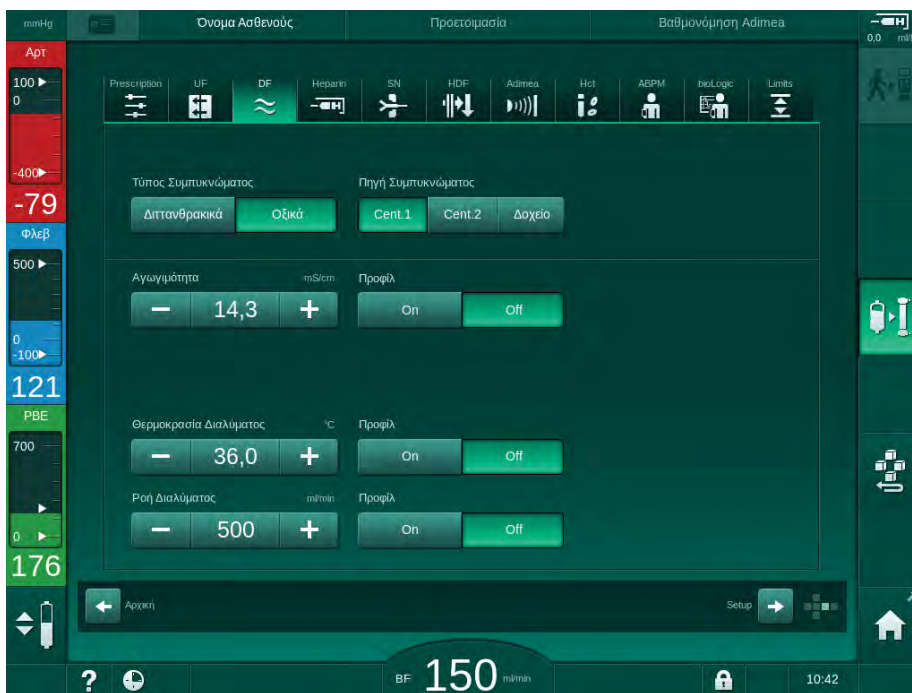 mmHg
Όνομα Ασθενούς
Προετοιμασία
Βαθμονόμηση Adimea
0,0 ml/
Αρτ
100
0
-400
-79
Φλεβ
500
0
-100
121
PBE
700
0
176
Prescription
UF
DF
Heparin
SN
HDF
Adimea
Hct
ABPM
bioLogic
Limits
Τύπος Συμπυκνώματος
Πηγή Συμπυκνώματος
Διττανθρακικά
Οξικά
Cent.1
Cent.2
Δοχείο
Αγωγιμότητα
mS/cm
Προφίλ
14,3
On
Off
Θερμοκρασία Διαλύματος
°C
Προφίλ
36,0
On
Off
Ροή Διαλύματος
ml/min
Προφίλ
500
On
Off
Αρχική
Setup
?
BF 150 ml/min
10:42